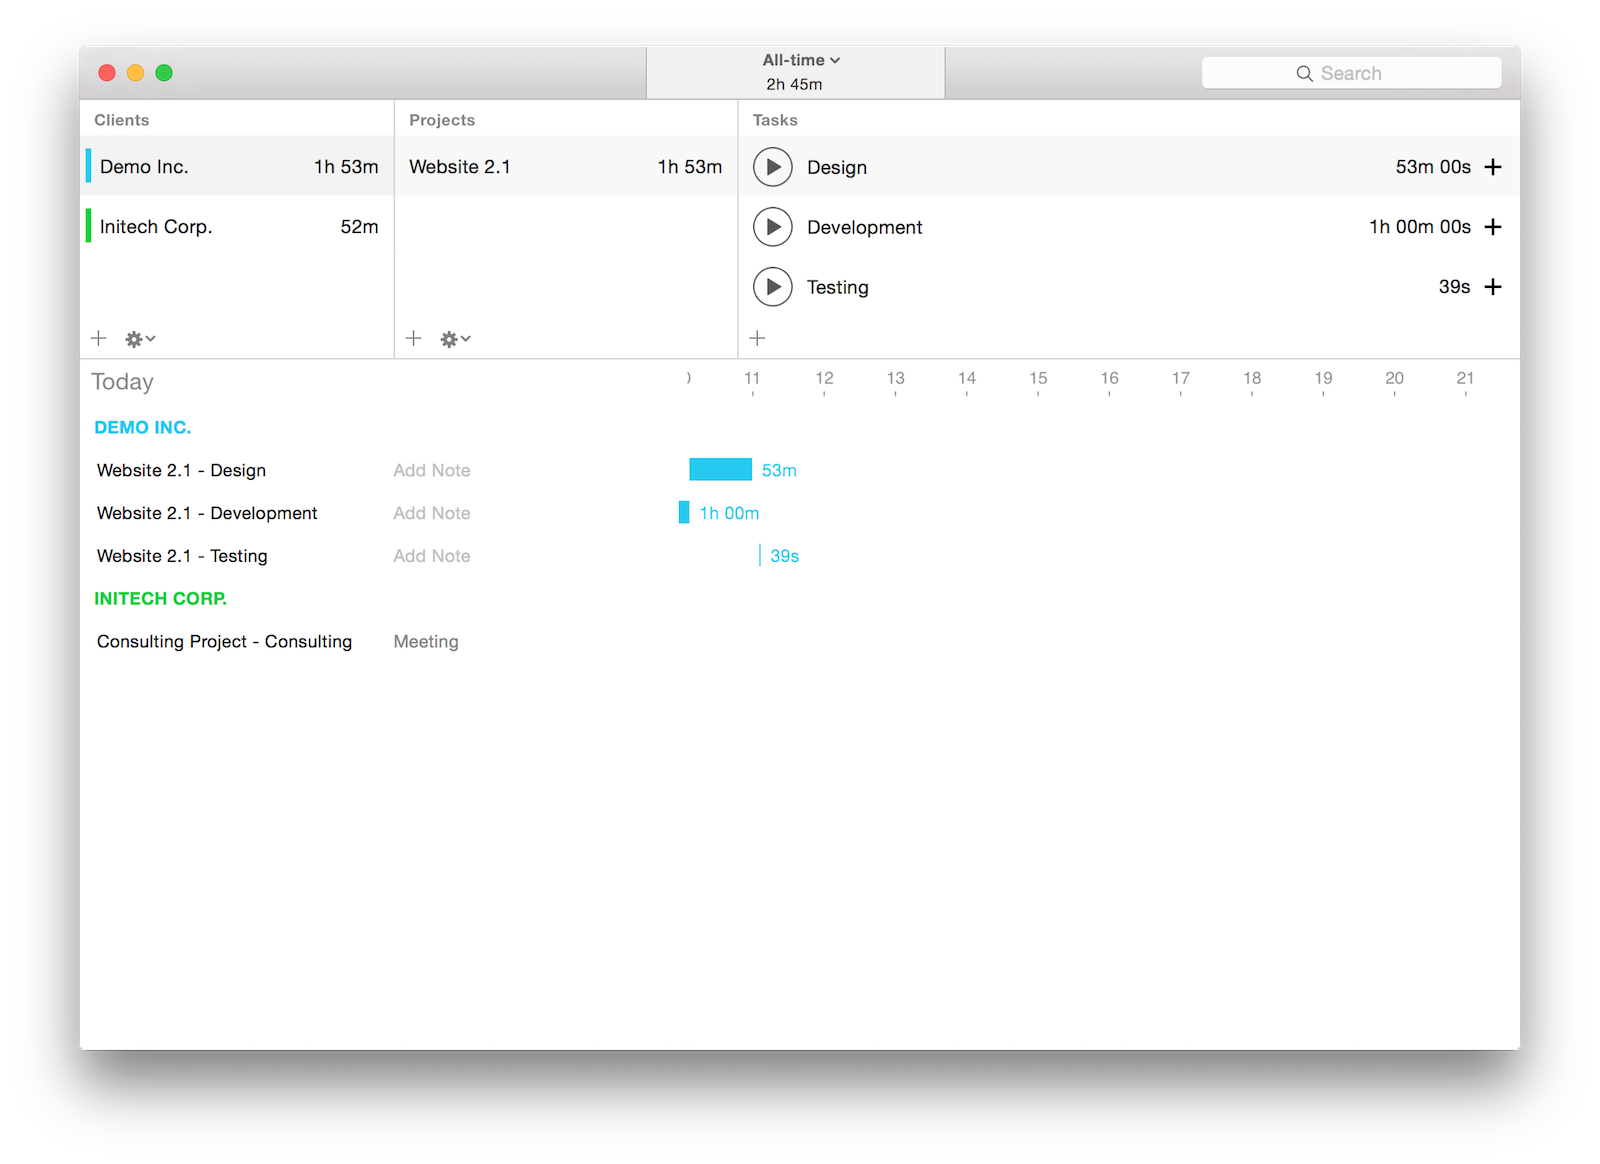 All-time
2h 45m
Search
Clients
Projects
Tasks
Demo Inc. 1h 53m
Website 2.1 1h 53m
Design 53m 00s
Initech Corp. 52m
Development 1h 00m 00s
Testing 39s
Today
11 12 13 14 15 16 17 18 19 20 21
DEMO INC.
Website 2.1 - Design Add Note 53m
Website 2.1 - Development Add Note 1h 00m
Website 2.1 - Testing Add Note 39s
INITECH CORP.
Consulting Project - Consulting Meeting